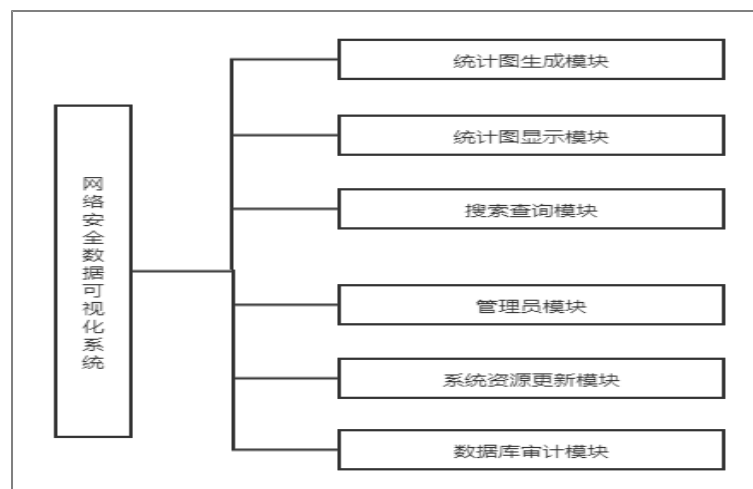 网络安全数据可视化系统
统计图生成模块
统计图显示模块
搜索查询模块
管理员模块
系统资源更新模块
数据库审计模块